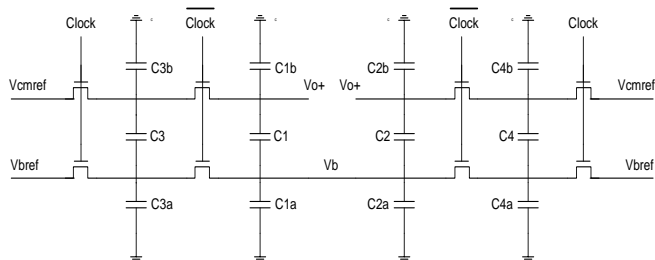 Clock Clock Clock Clock
C3b C1b C2b C4b
Vcmref Vo+ Vo+ Vcmref
C3 C1 C2 C4
Vbref Vb Vbref
C3a C1a C2a C4a